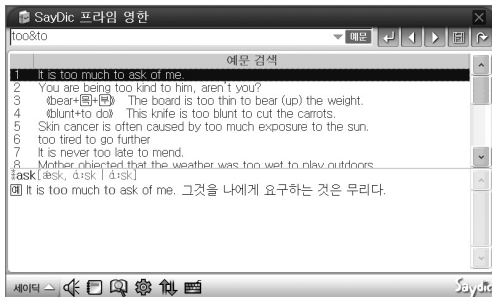 SayDic 프라임 영한
too&to
예문
예문 검색
1 It is too much to ask of me.
2 You are being too kind to him, aren't you?
3 《bear+目+副》 The board is too thin to bear (up) the weight.
4 《blunt+to do》 This knife is too blunt to cut the carrots.
5 Skin cancer is often caused by too much exposure to the sun.
6 too tired to go further
7 It is never too late to mend.
8 Mother objected that the weather was too wet to play outdoors
ask[æsk, ɑ́ːsk | ɑ́ːsk]
예 It is too much to ask of me. 그것을 나에게 요구하는 것은 무리다.
세이딕
Saydic